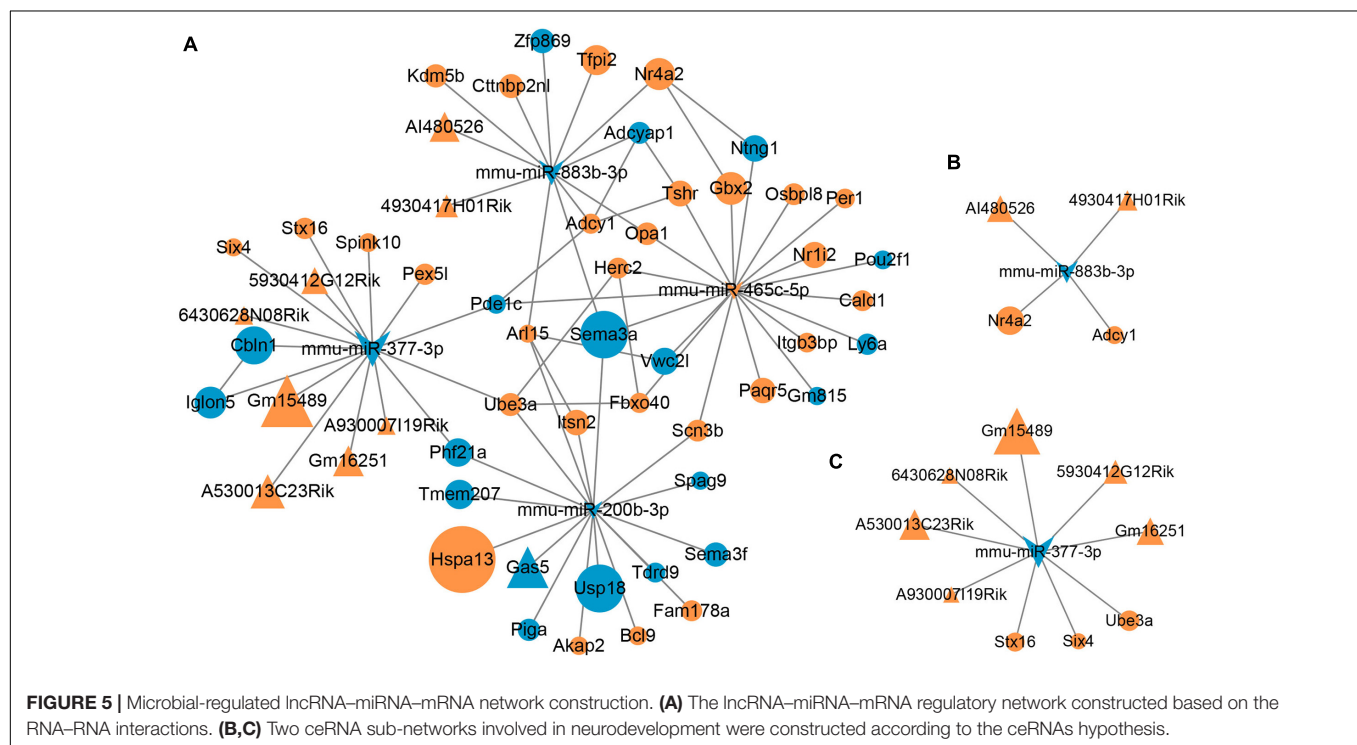 A
Zfp869
Tfpi2
Kdm5b
Cttnbp2nl
Nr4a2
AI480526
Adcyap1
Ntng1
mmu-miR-883b-3p
4930417H01Rik
Tshr
Gbx2
Osbpl8
Per1
Stx16
Spink10
Adcy1
Opa1
Six4
Nr1i2
Pou2f1
5930412G12Rik
Pex5l
Herc2
mmu-miR-465c-5p
6430628N08Rik
Pde1c
Cald1
Cbln1
mmu-miR-377-3p
Arl15
Sema3a
Itgb3bp
Ly6a
Vwc2l
Iglon5
Gm15489
Ube3a
Fbxo40
Paqr5
Gm815
A930007I19Rik
Itsn2
Scn3b
Phf21a
Gm16251
A530013C23Rik
Tmem207
Spag9
mmu-miR-200b-3p
Hspa13
Gas5
Usp18
Tdrd9
Sema3f
Fam178a
Piga
Akap2
Bcl9
B
AI480526
4930417H01Rik
mmu-miR-883b-3p
Nr4a2
Adcy1
C
Gm15489
6430628N08Rik
5930412G12Rik
A530013C23Rik
Gm16251
mmu-miR-377-3p
A930007I19Rik
Stx16
Six4
Ube3a
FIGURE 5 | Microbial-regulated lncRNA–miRNA–mRNA network construction. (A) The lncRNA–miRNA–mRNA regulatory network constructed based on the
RNA–RNA interactions. (B,C) Two ceRNA sub-networks involved in neurodevelopment were constructed according to the ceRNAs hypothesis.